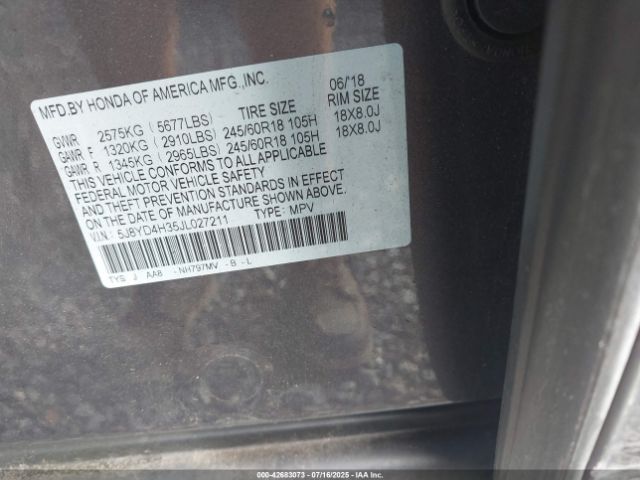 MFD.BY HONDA OF AMERICA MFG.,INC. 06/'18
TIRE SIZE RIM SIZE
GVWR 2575KG ( 5677LBS)
GAWR F 1320KG ( 2910LBS) 245/60R18 105H 18X8.0J
GAWR R 1345KG ( 2965LBS) 245/60R18 105H 18X8.0J
THIS VEHICLE CONFORMS TO ALL APPLICABLE
FEDERAL MOTOR VEHICLE SAFETY
AND THEFT PREVENTION STANDARDS IN EFFECT
ON THE DATE OF MANUFACTURE SHOWN ABOVE.
V.I.N.: 5J8YD4H35JL027211 TYPE: MPV
TYS J AA8 -NH797MV -B -L
000-42683073 | 07/16/2025 | IAA Inc.